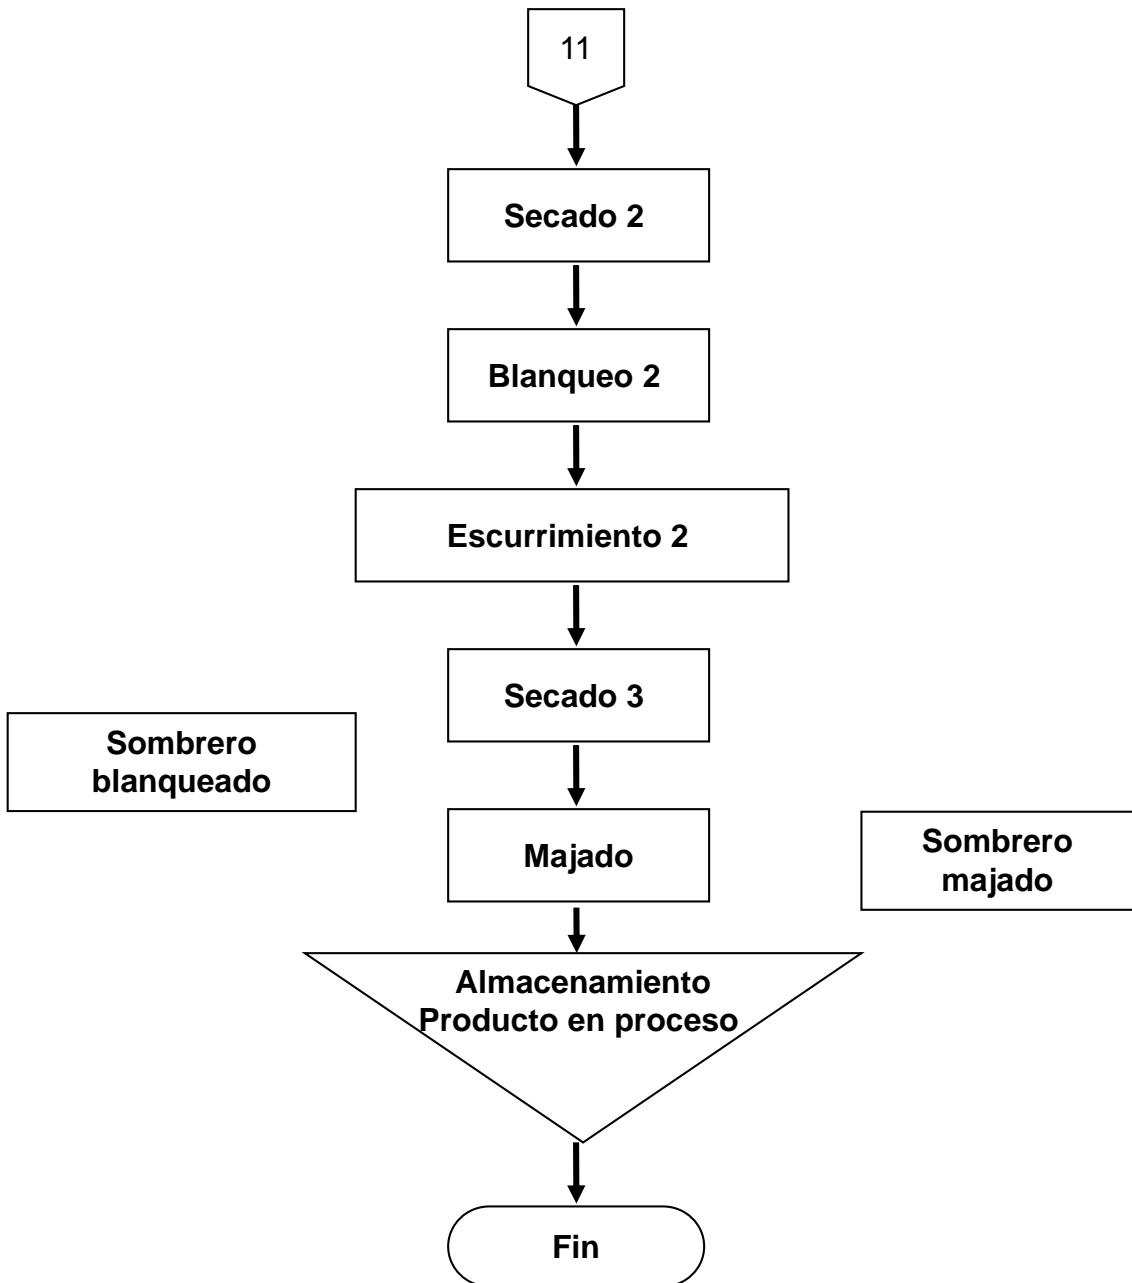 11
Secado 2
Blanqueo 2
Escurrimiento 2
Secado 3
Sombrero
blanqueado
Majado
Sombrero
majado
Almacenamiento
Producto en proceso
Fin